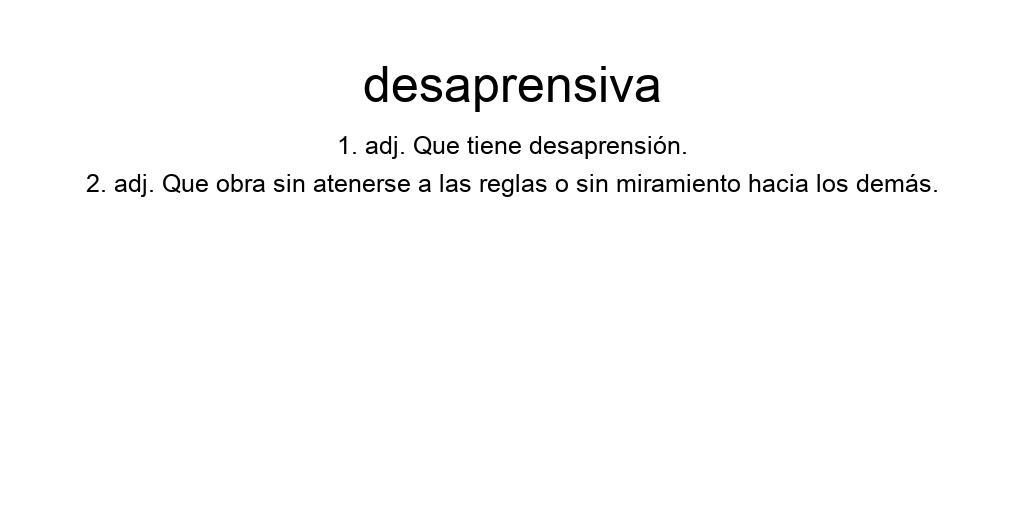 desaprensiva
1. adj. Que tiene desaprensión.
2. adj. Que obra sin atenerse a las reglas o sin miramiento hacia los demás.